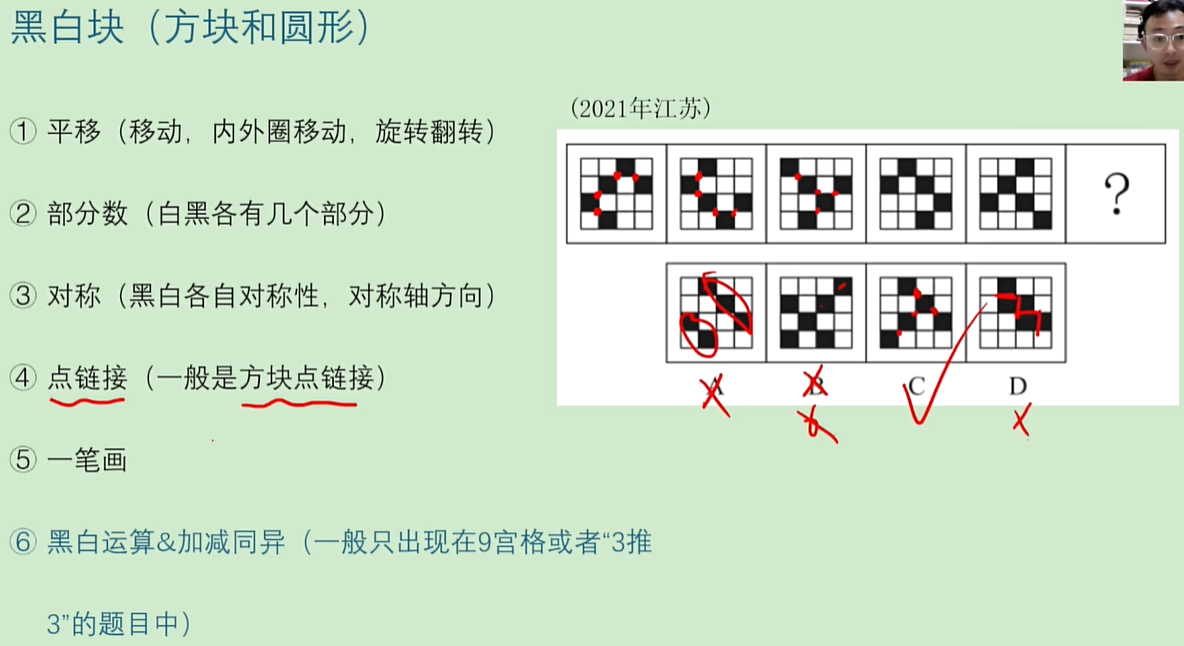 黑白块（方块和圆形）
① 平移（移动，内外圈移动，旋转翻转）
② 部分数（白黑各有几个部分）
③ 对称（黑白各自对称性，对称轴方向）
④ 点链接（一般是方块点链接）
⑤ 一笔画
⑥ 黑白运算&加减同异（一般只出现在9宫格或者“3推
3”的题目中）
（2021年江苏）
?
A B C D